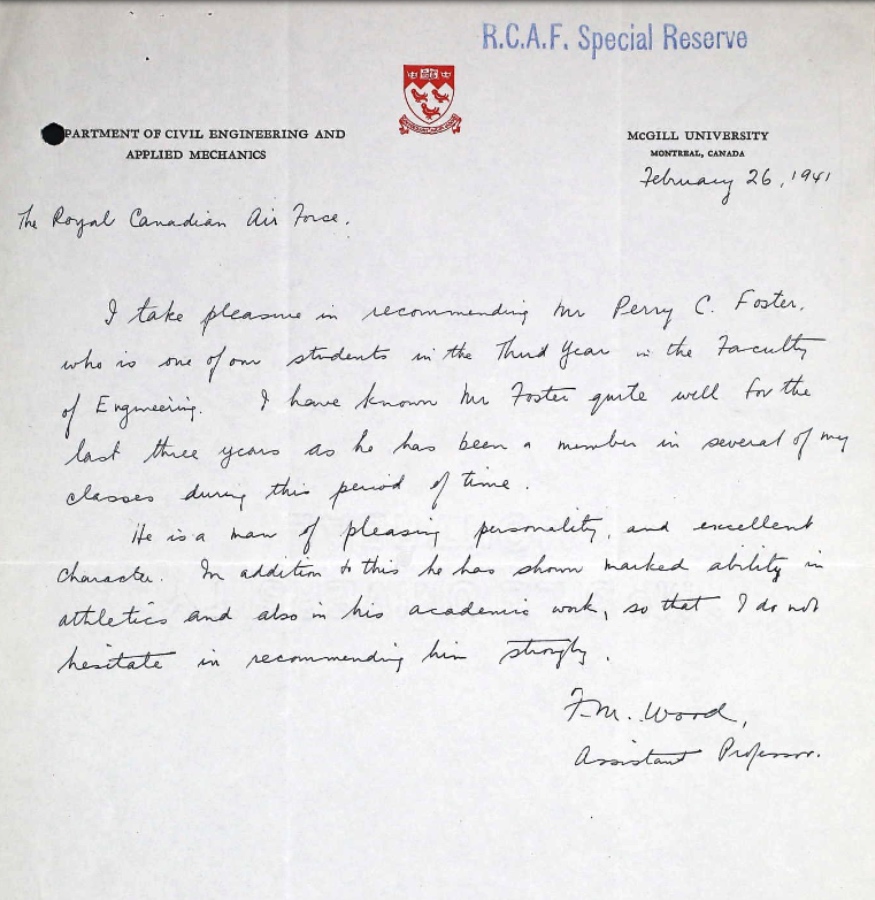 R.C.A.F. Special Reserve
PARTMENT OF CIVIL ENGINEERING AND
APPLIED MECHANICS
McGILL UNIVERSITY
MONTREAL, CANADA
February 26, 1941
The Royal Canadian Air Force.
I take pleasure in recommending Mr Perry C. Foster,
who is one of our students in the Third Year in the Faculty
of Engineering. I have known Mr Foster quite well for the
last three years as he has been a member in several of my
classes during this period of time.
He is a man of pleasing personality, and excellent
character. In addition to this he has shown marked ability in
athletics and also in his academic work, so that I do not
hesitate in recommending him strongly.
F.M. Wood,
Assistant Professor.